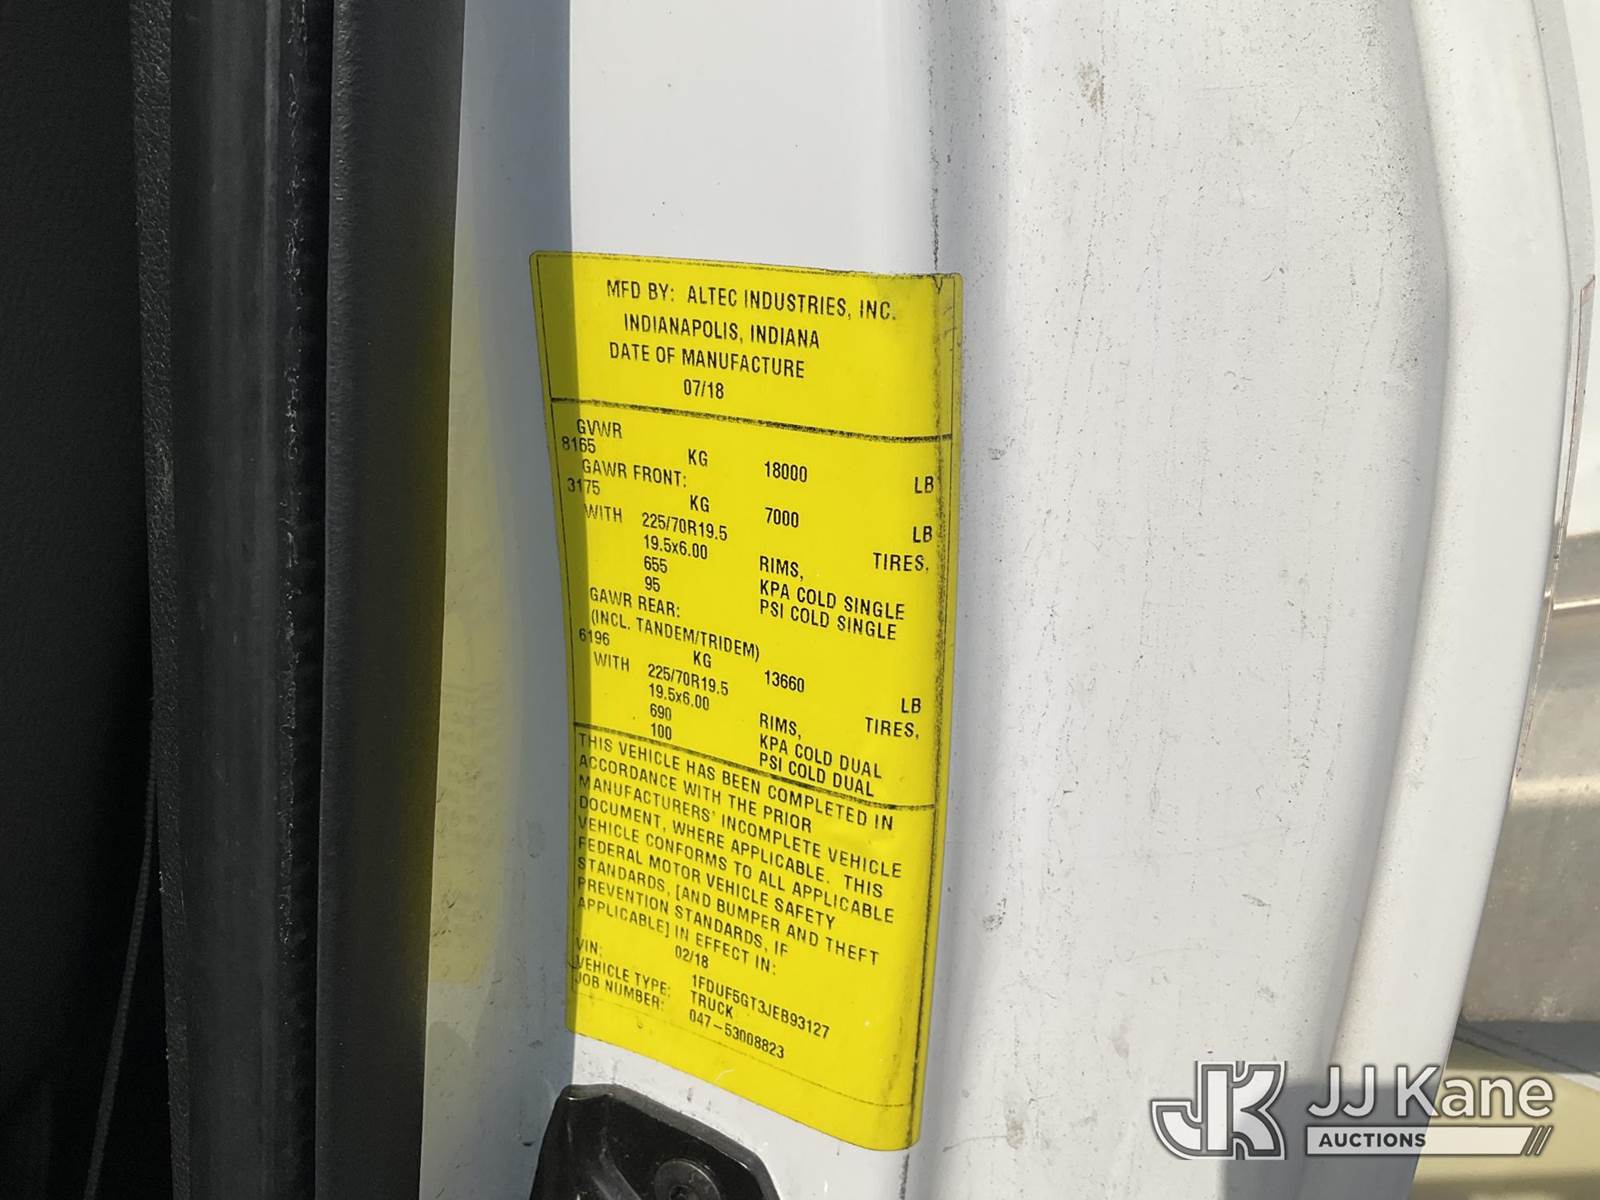 MFD BY: ALTEC INDUSTRIES, INC.
INDIANAPOLIS, INDIANA
DATE OF MANUFACTURE
07/18
GVWR
8165 KG 18000 LB
GAWR FRONT:
3175 KG 7000 LB
WITH 225/70R19.5 TIRES,
19.5x6.00 RIMS,
655 KPA COLD SINGLE
95 PSI COLD SINGLE
GAWR REAR:
(INCL. TANDEM/TRIDEM)
6196 KG 13660 LB
WITH 225/70R19.5 TIRES,
19.5x6.00 RIMS,
690 KPA COLD DUAL
100 PSI COLD DUAL
THIS VEHICLE HAS BEEN COMPLETED IN
ACCORDANCE WITH THE PRIOR
MANUFACTURERS' INCOMPLETE VEHICLE
DOCUMENT, WHERE APPLICABLE. THIS
VEHICLE CONFORMS TO ALL APPLICABLE
FEDERAL MOTOR VEHICLE SAFETY
STANDARDS, [AND BUMPER AND THEFT
PREVENTION STANDARDS, IF
APPLICABLE] IN EFFECT IN:
02/18
VIN: 1FDUF5GT3JEB93127
VEHICLE TYPE: TRUCK
JOB NUMBER: 047-53008823
JK JJ Kane
AUCTIONS